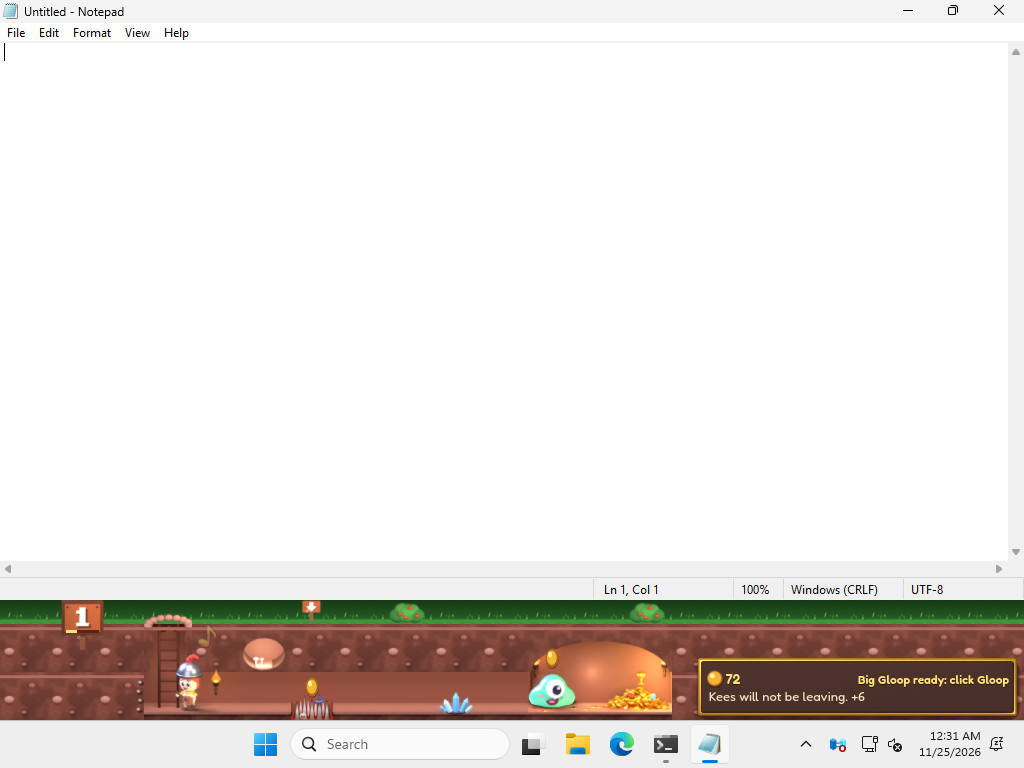 Untitled - Notepad
File Edit Format View Help
Ln 1, Col 1 100% Windows (CRLF) UTF-8
1
72 Big Gloop ready: click Gloop
Kees will not be leaving. +6
Search
12:31 AM
11/25/2026